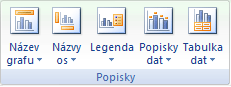 Název Názvy Legenda Popisky Tabulka
grafu os dat dat
Popisky